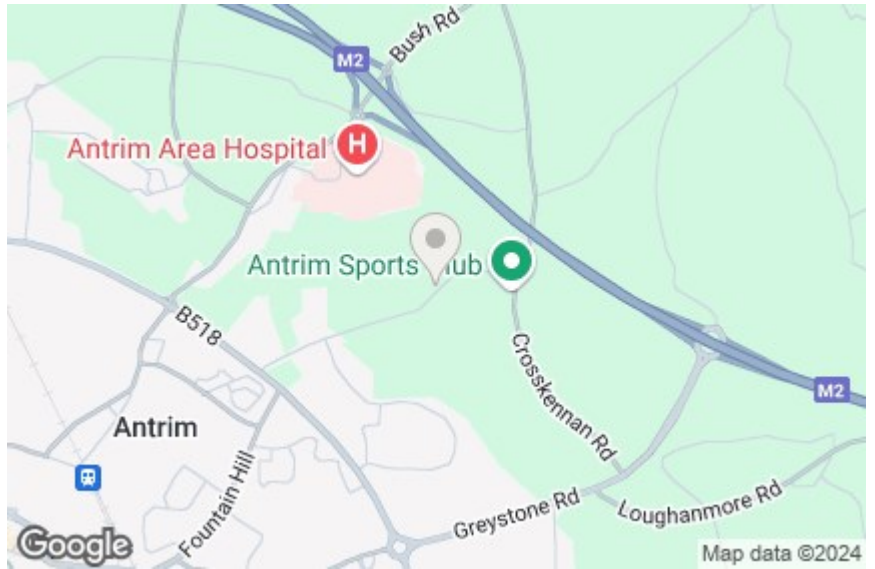 Bush Rd
M2
Antrim Area Hospital
H
Antrim Sports
ub
B518
Crosskennan Rd
M2
Antrim
Fountain Hill
Greystone Rd
Loughanmore Rd
Google
Map data ©2024